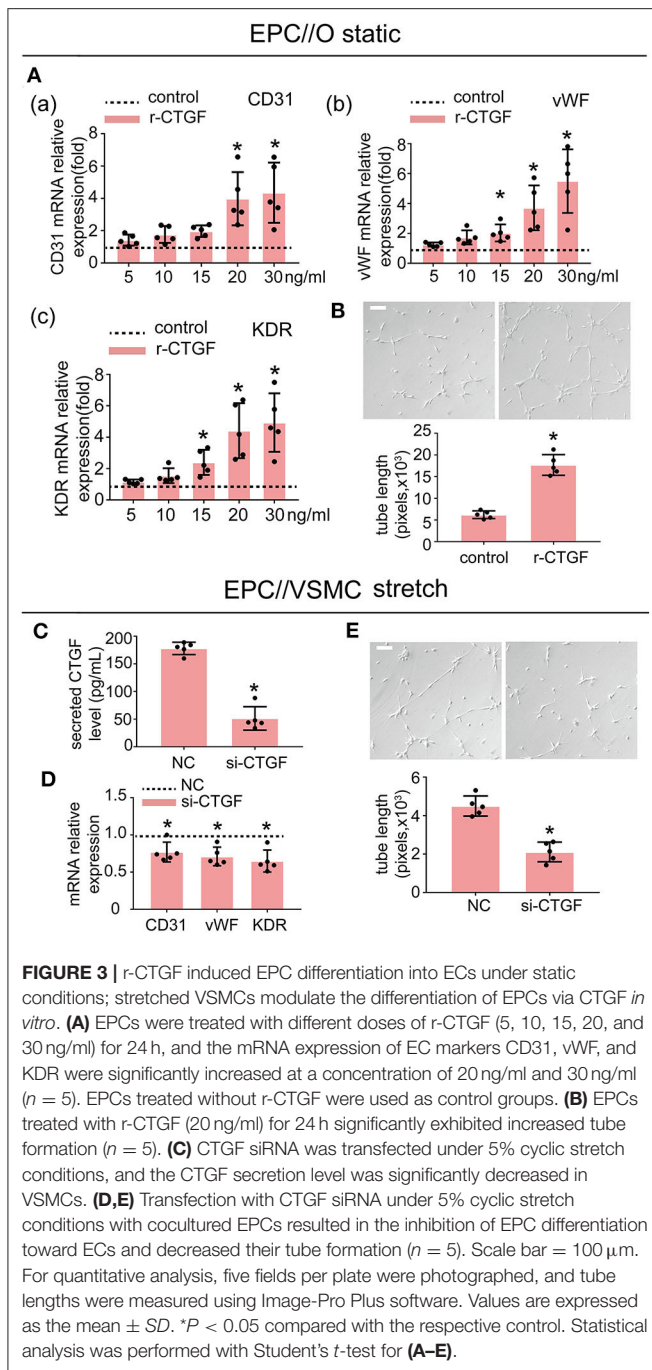 EPC//O static
A
(a)
control
CD31
r-CTGF
CD31 mRNA relative
expression(fold)
8
6
4
2
0
*
*
5 10 15 20 30 ng/ml
(b)
control
vWF
r-CTGF
vWF mRNA relative
expression(fold)
8
6
4
2
0
*
*
*
5 10 15 20 30 ng/ml
(c)
control
KDR
r-CTGF
KDR mRNA relative
expression(fold)
8
6
4
2
0
*
*
*
5 10 15 20 30 ng/ml
B
tube length
(pixels,x10³)
25
20
15
10
5
0
*
control r-CTGF
EPC//VSMC stretch
C
secreted CTGF
level (pg/mL)
200
150
100
50
0
*
NC si-CTGF
D
NC
si-CTGF
mRNA relative
expression
1.5
1.0
0.5
0
* * *
CD31 vWF KDR
E
tube length
(pixels,x10³)
6
4
2
0
*
NC si-CTGF
FIGURE 3 | r-CTGF induced EPC differentiation into ECs under static
conditions; stretched VSMCs modulate the differentiation of EPCs via CTGF in
vitro. (A) EPCs were treated with different doses of r-CTGF (5, 10, 15, 20, and
30 ng/ml) for 24 h, and the mRNA expression of EC markers CD31, vWF, and
KDR were significantly increased at a concentration of 20 ng/ml and 30 ng/ml
(n = 5). EPCs treated without r-CTGF were used as control groups. (B) EPCs
treated with r-CTGF (20 ng/ml) for 24 h significantly exhibited increased tube
formation (n = 5). (C) CTGF siRNA was transfected under 5% cyclic stretch
conditions, and the CTGF secretion level was significantly decreased in
VSMCs. (D,E) Transfection with CTGF siRNA under 5% cyclic stretch
conditions with cocultured EPCs resulted in the inhibition of EPC differentiation
toward ECs and decreased their tube formation (n = 5). Scale bar = 100 μm.
For quantitative analysis, five fields per plate were photographed, and tube
lengths were measured using Image-Pro Plus software. Values are expressed
as the mean ± SD. *P < 0.05 compared with the respective control. Statistical
analysis was performed with Student's t-test for (A–E).